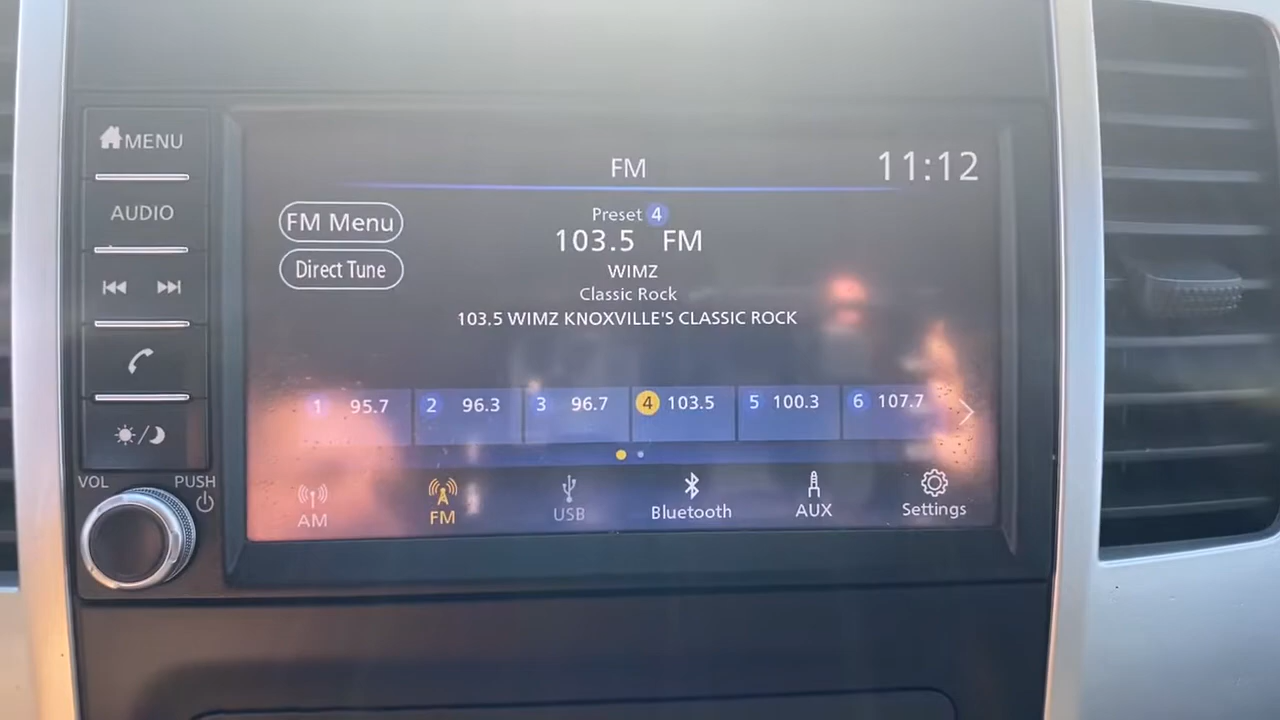 MENU
AUDIO
VOL
PUSH
FM
11:12
FM Menu
Direct Tune
Preset 4
103.5 FM
WIMZ
Classic Rock
103.5 WIMZ KNOXVILLE'S CLASSIC ROCK
1 95.7
2 96.3
3 96.7
4 103.5
5 100.3
6 107.7
AM
FM
USB
Bluetooth
AUX
Settings